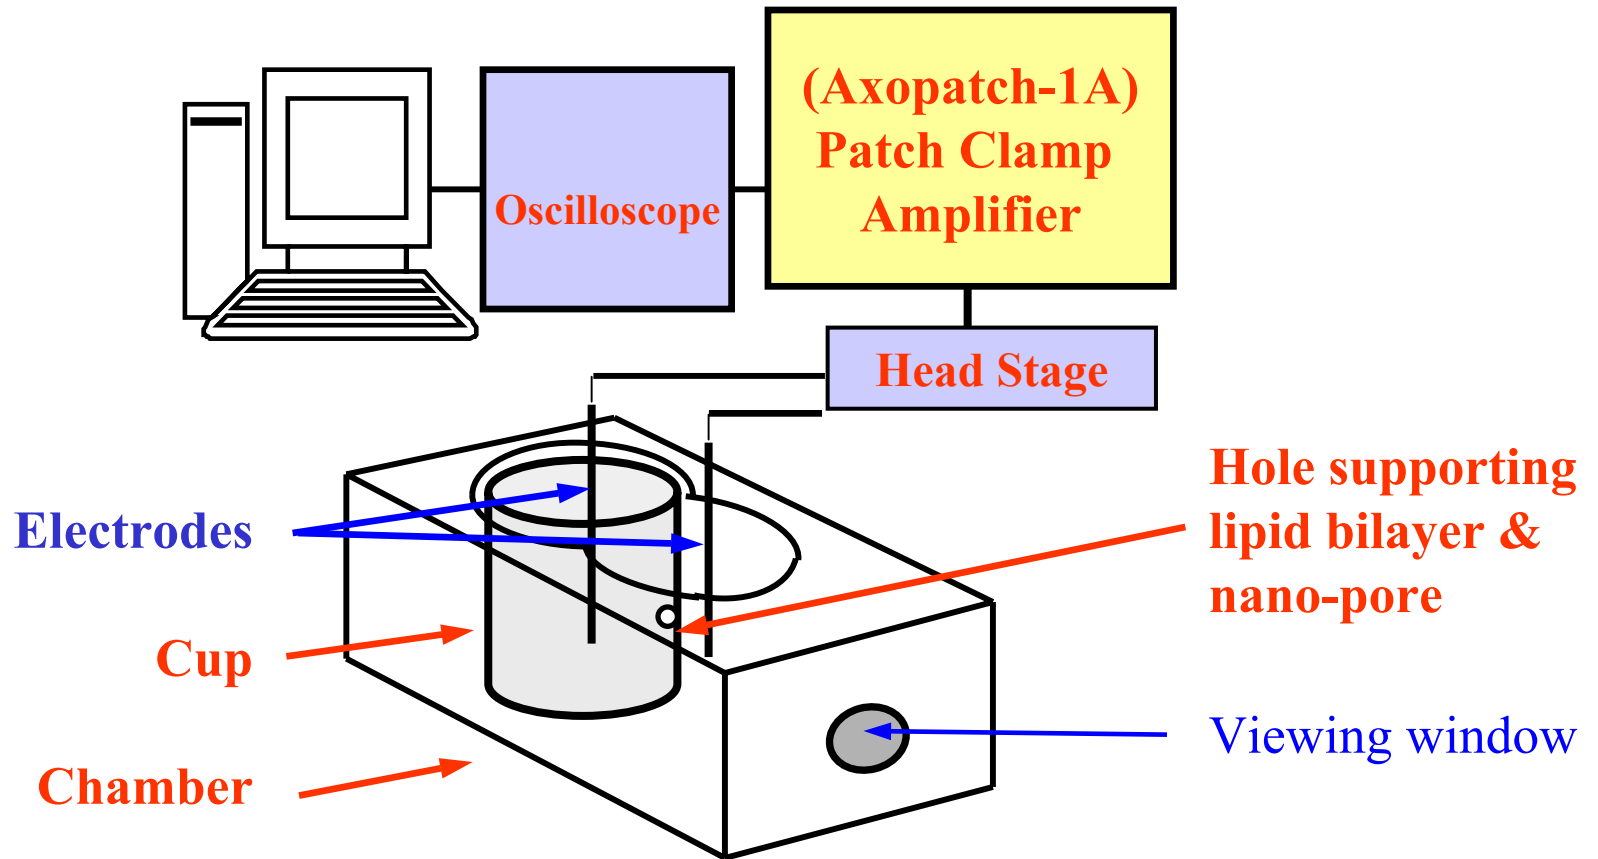 (Axopatch-1A)
Patch Clamp
Amplifier
Oscilloscope
Head Stage
Electrodes
Hole supporting
lipid bilayer &
nano-pore
Cup
Viewing window
Chamber